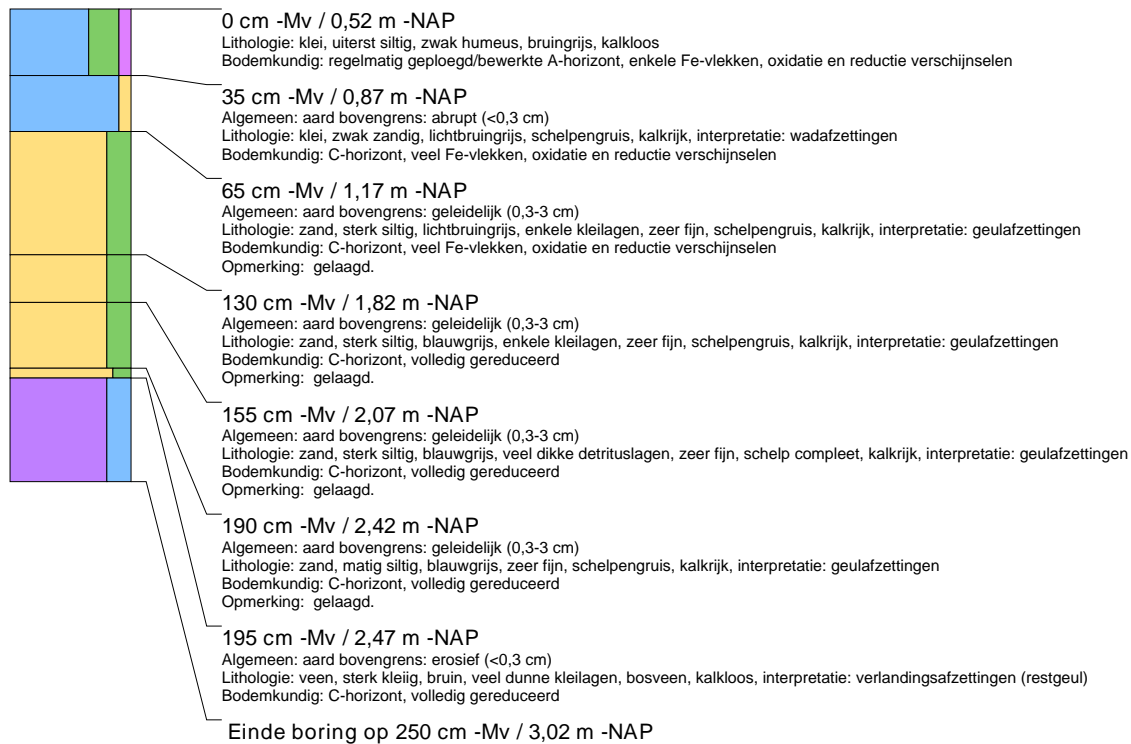 0 cm -Mv / 0,52 m -NAP
Lithologie: klei, uiterst siltig, zwak humeus, bruingrijs, kalkloos
Bodemkundig: regelmatig geploegd/bewerkte A-horizont, enkele Fe-vlekken, oxidatie en reductie verschijnselen
35 cm -Mv / 0,87 m -NAP
Algemeen: aard bovengrens: abrupt (<0,3 cm)
Lithologie: klei, zwak zandig, lichtbruingrijs, schelpengruis, kalkrijk, interpretatie: wadafzettingen
Bodemkundig: C-horizont, veel Fe-vlekken, oxidatie en reductie verschijnselen
65 cm -Mv / 1,17 m -NAP
Algemeen: aard bovengrens: geleidelijk (0,3-3 cm)
Lithologie: zand, sterk siltig, lichtbruingrijs, enkele kleilagen, zeer fijn, schelpengruis, kalkrijk, interpretatie: geulafzettingen
Bodemkundig: C-horizont, veel Fe-vlekken, oxidatie en reductie verschijnselen
Opmerking: gelaagd.
130 cm -Mv / 1,82 m -NAP
Algemeen: aard bovengrens: geleidelijk (0,3-3 cm)
Lithologie: zand, sterk siltig, blauwgrijs, enkele kleilagen, zeer fijn, schelpengruis, kalkrijk, interpretatie: geulafzettingen
Bodemkundig: C-horizont, volledig gereduceerd
Opmerking: gelaagd.
155 cm -Mv / 2,07 m -NAP
Algemeen: aard bovengrens: geleidelijk (0,3-3 cm)
Lithologie: zand, sterk siltig, blauwgrijs, veel dikke detrituslagen, zeer fijn, schelp compleet, kalkrijk, interpretatie: geulafzettingen
Bodemkundig: C-horizont, volledig gereduceerd
Opmerking: gelaagd.
190 cm -Mv / 2,42 m -NAP
Algemeen: aard bovengrens: geleidelijk (0,3-3 cm)
Lithologie: zand, matig siltig, blauwgrijs, zeer fijn, schelpengruis, kalkrijk, interpretatie: geulafzettingen
Bodemkundig: C-horizont, volledig gereduceerd
Opmerking: gelaagd.
195 cm -Mv / 2,47 m -NAP
Algemeen: aard bovengrens: erosief (<0,3 cm)
Lithologie: veen, sterk kleiig, bruin, veel dunne kleilagen, bosveen, kalkloos, interpretatie: verlandingsafzettingen (restgeul)
Bodemkundig: C-horizont, volledig gereduceerd
Einde boring op 250 cm -Mv / 3,02 m -NAP